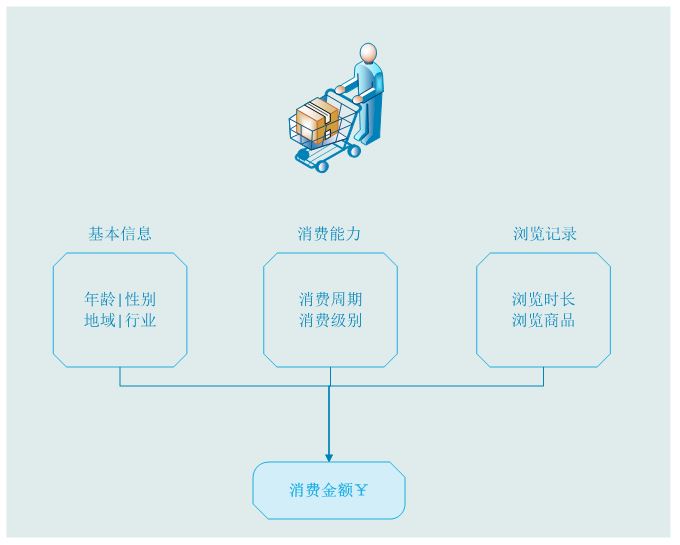 基本信息
消费能力
浏览记录
年龄|性别
地域|行业
消费周期
消费级别
浏览时长
浏览商品
消费金额￥